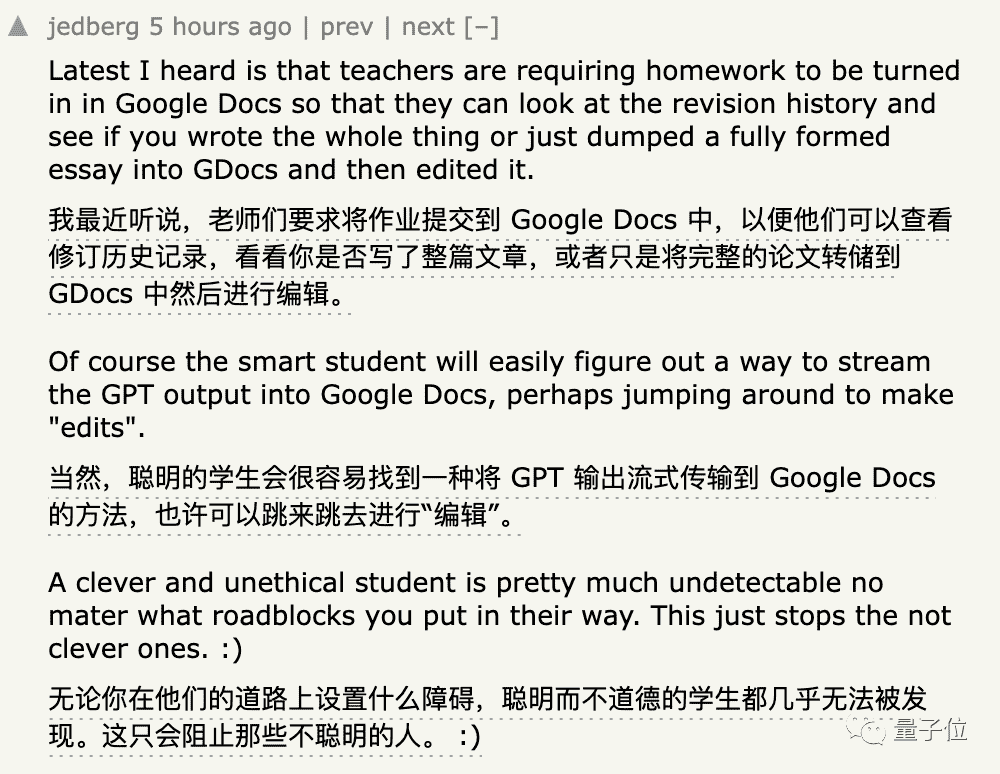 ▲ jedberg 5 hours ago | prev | next [–]
Latest I heard is that teachers are requiring homework to be turned
in in Google Docs so that they can look at the revision history and
see if you wrote the whole thing or just dumped a fully formed
essay into GDocs and then edited it.
我最近听说，老师们要求将作业提交到 Google Docs 中，以便他们可以查看
修订历史记录，看看你是否写了整篇文章，或者只是将完整的论文转储到
GDocs 中然后进行编辑。
Of course the smart student will easily figure out a way to stream
the GPT output into Google Docs, perhaps jumping around to make
"edits".
当然，聪明的学生会很容易找到一种将 GPT 输出流式传输到 Google Docs
的方法，也许可以跳来跳去进行“编辑”。
A clever and unethical student is pretty much undetectable no
mater what roadblocks you put in their way. This just stops the not
clever ones. :)
无论你在他们的道路上设置什么障碍，聪明而不道德的学生都几乎无法被发
现。这只会阻止那些不聪明的人。 :)
量子位